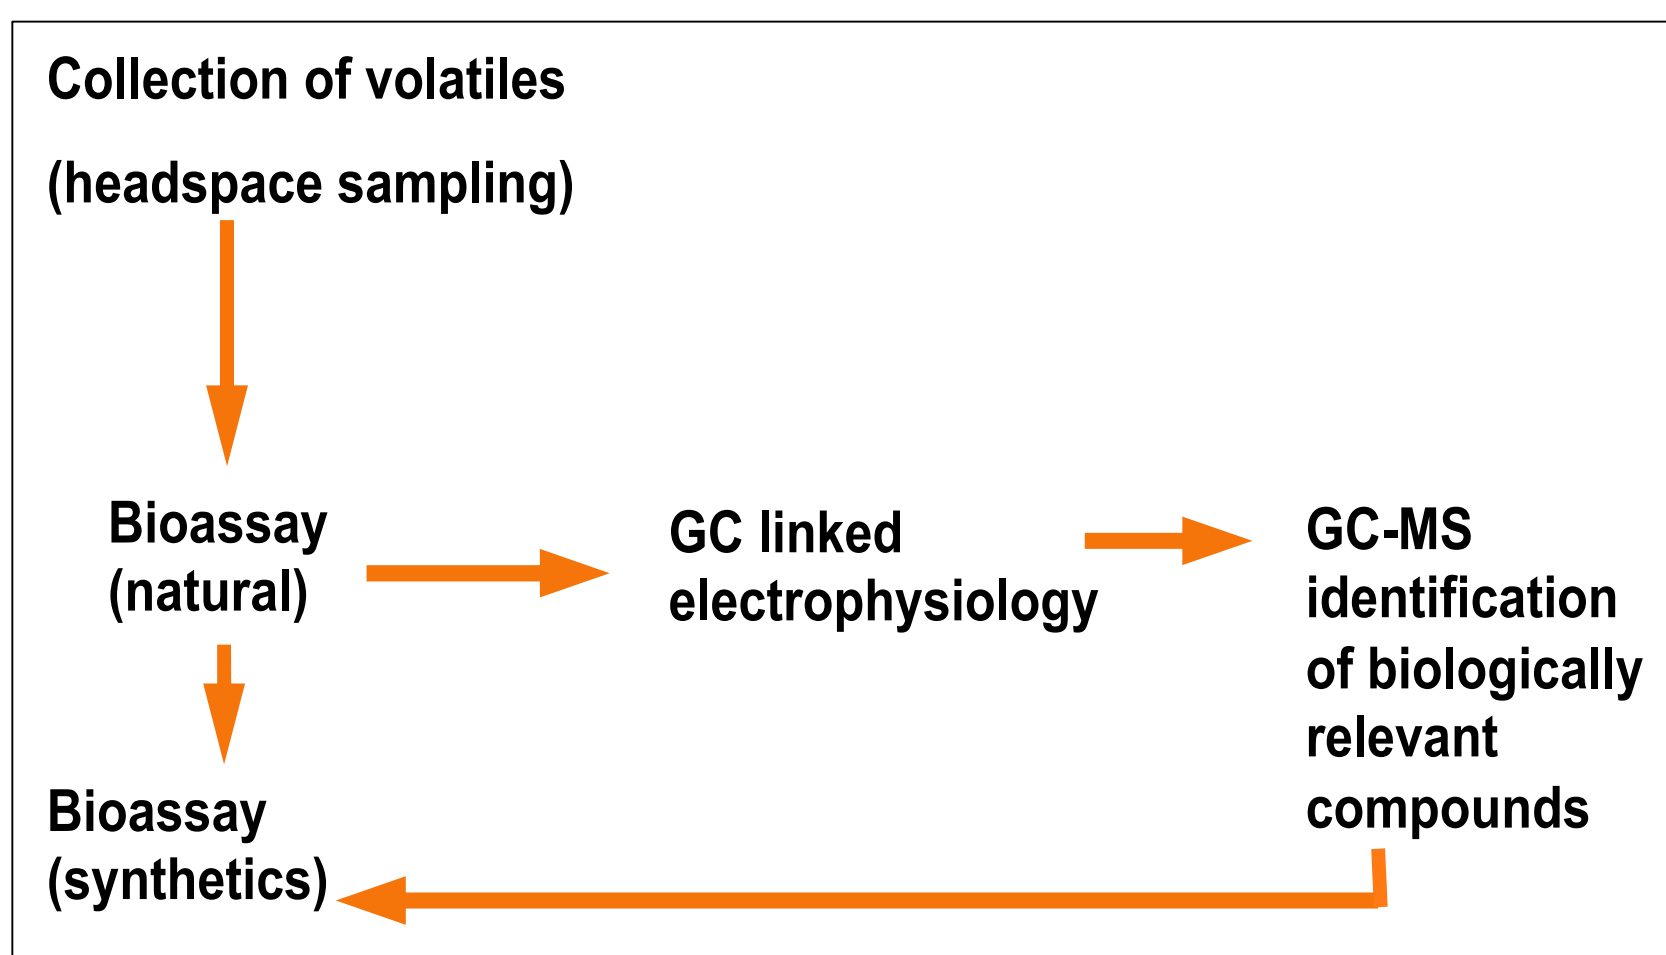 Collection of volatiles
(headspace sampling)
Bioassay
(natural)
GC linked
electrophysiology
GC-MS
identification
of biologically
relevant
compounds
Bioassay
(synthetics)